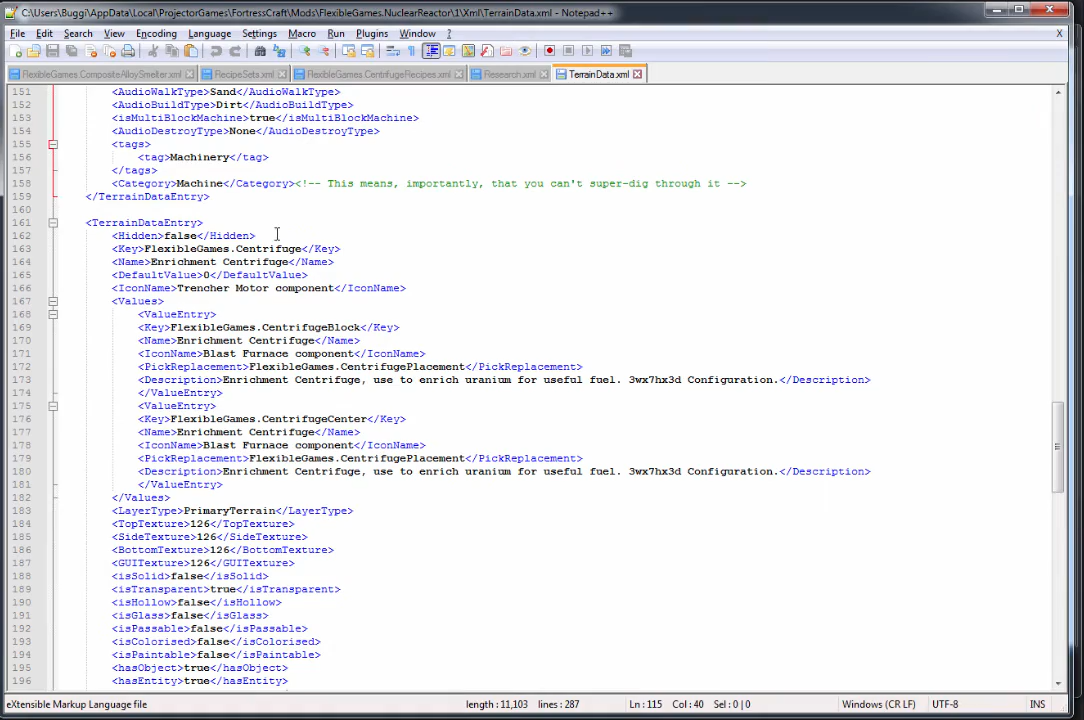 C:\Users\Buggi\AppData\Local\ProjectorGames\FortressCraft\Mods\FlexibleGames.NuclearReactor\1\Xml\TerrainData.xml - Notepad++
File Edit Search View Encoding Language Settings Macro Run Plugins Window ? X
FlexibleGames.CompositeAlloySmelter.xml RecipeSets.xml FlexibleGames.CentrifugeRecipes.xml Research.xml TerrainData.xml
151 <AudioWalkType>Sand</AudioWalkType>
152 <AudioBuildType>Dirt</AudioBuildType>
153 <isMultiBlockMachine>true</isMultiBlockMachine>
154 <AudioDestroyType>None</AudioDestroyType>
155 <tags>
156 <tag>Machinery</tag>
157 </tags>
158 <Category>Machine</Category><!-- This means, importantly, that you can't super-dig through it -->
159 </TerrainDataEntry>
160
161 <TerrainDataEntry>
162 <Hidden>false</Hidden>
163 <Key>FlexibleGames.Centrifuge</Key>
164 <Name>Enrichment Centrifuge</Name>
165 <DefaultValue>0</DefaultValue>
166 <IconName>Trencher Motor component</IconName>
167 <Values>
168 <ValueEntry>
169 <Key>FlexibleGames.CentrifugeBlock</Key>
170 <Name>Enrichment Centrifuge</Name>
171 <IconName>Blast Furnace component</IconName>
172 <PickReplacement>FlexibleGames.CentrifugePlacement</PickReplacement>
173 <Description>Enrichment Centrifuge, use to enrich uranium for useful fuel. 3wx7hx3d Configuration.</Description>
174 </ValueEntry>
175 <ValueEntry>
176 <Key>FlexibleGames.CentrifugeCenter</Key>
177 <Name>Enrichment Centrifuge</Name>
178 <IconName>Blast Furnace component</IconName>
179 <PickReplacement>FlexibleGames.CentrifugePlacement</PickReplacement>
180 <Description>Enrichment Centrifuge, use to enrich uranium for useful fuel. 3wx7hx3d Configuration.</Description>
181 </ValueEntry>
182 </Values>
183 <LayerType>PrimaryTerrain</LayerType>
184 <TopTexture>126</TopTexture>
185 <SideTexture>126</SideTexture>
186 <BottomTexture>126</BottomTexture>
187 <GUITexture>126</GUITexture>
188 <isSolid>false</isSolid>
189 <isTransparent>true</isTransparent>
190 <isHollow>false</isHollow>
191 <isGlass>false</isGlass>
192 <isPassable>false</isPassable>
193 <isColorised>false</isColorised>
194 <isPaintable>false</isPaintable>
195 <hasObject>true</hasObject>
196 <hasEntity>true</hasEntity>
eXtensible Markup Language file length : 11,103 lines : 287 Ln : 115 Col : 40 Sel : 0 | 0 Windows (CR LF) UTF-8 INS